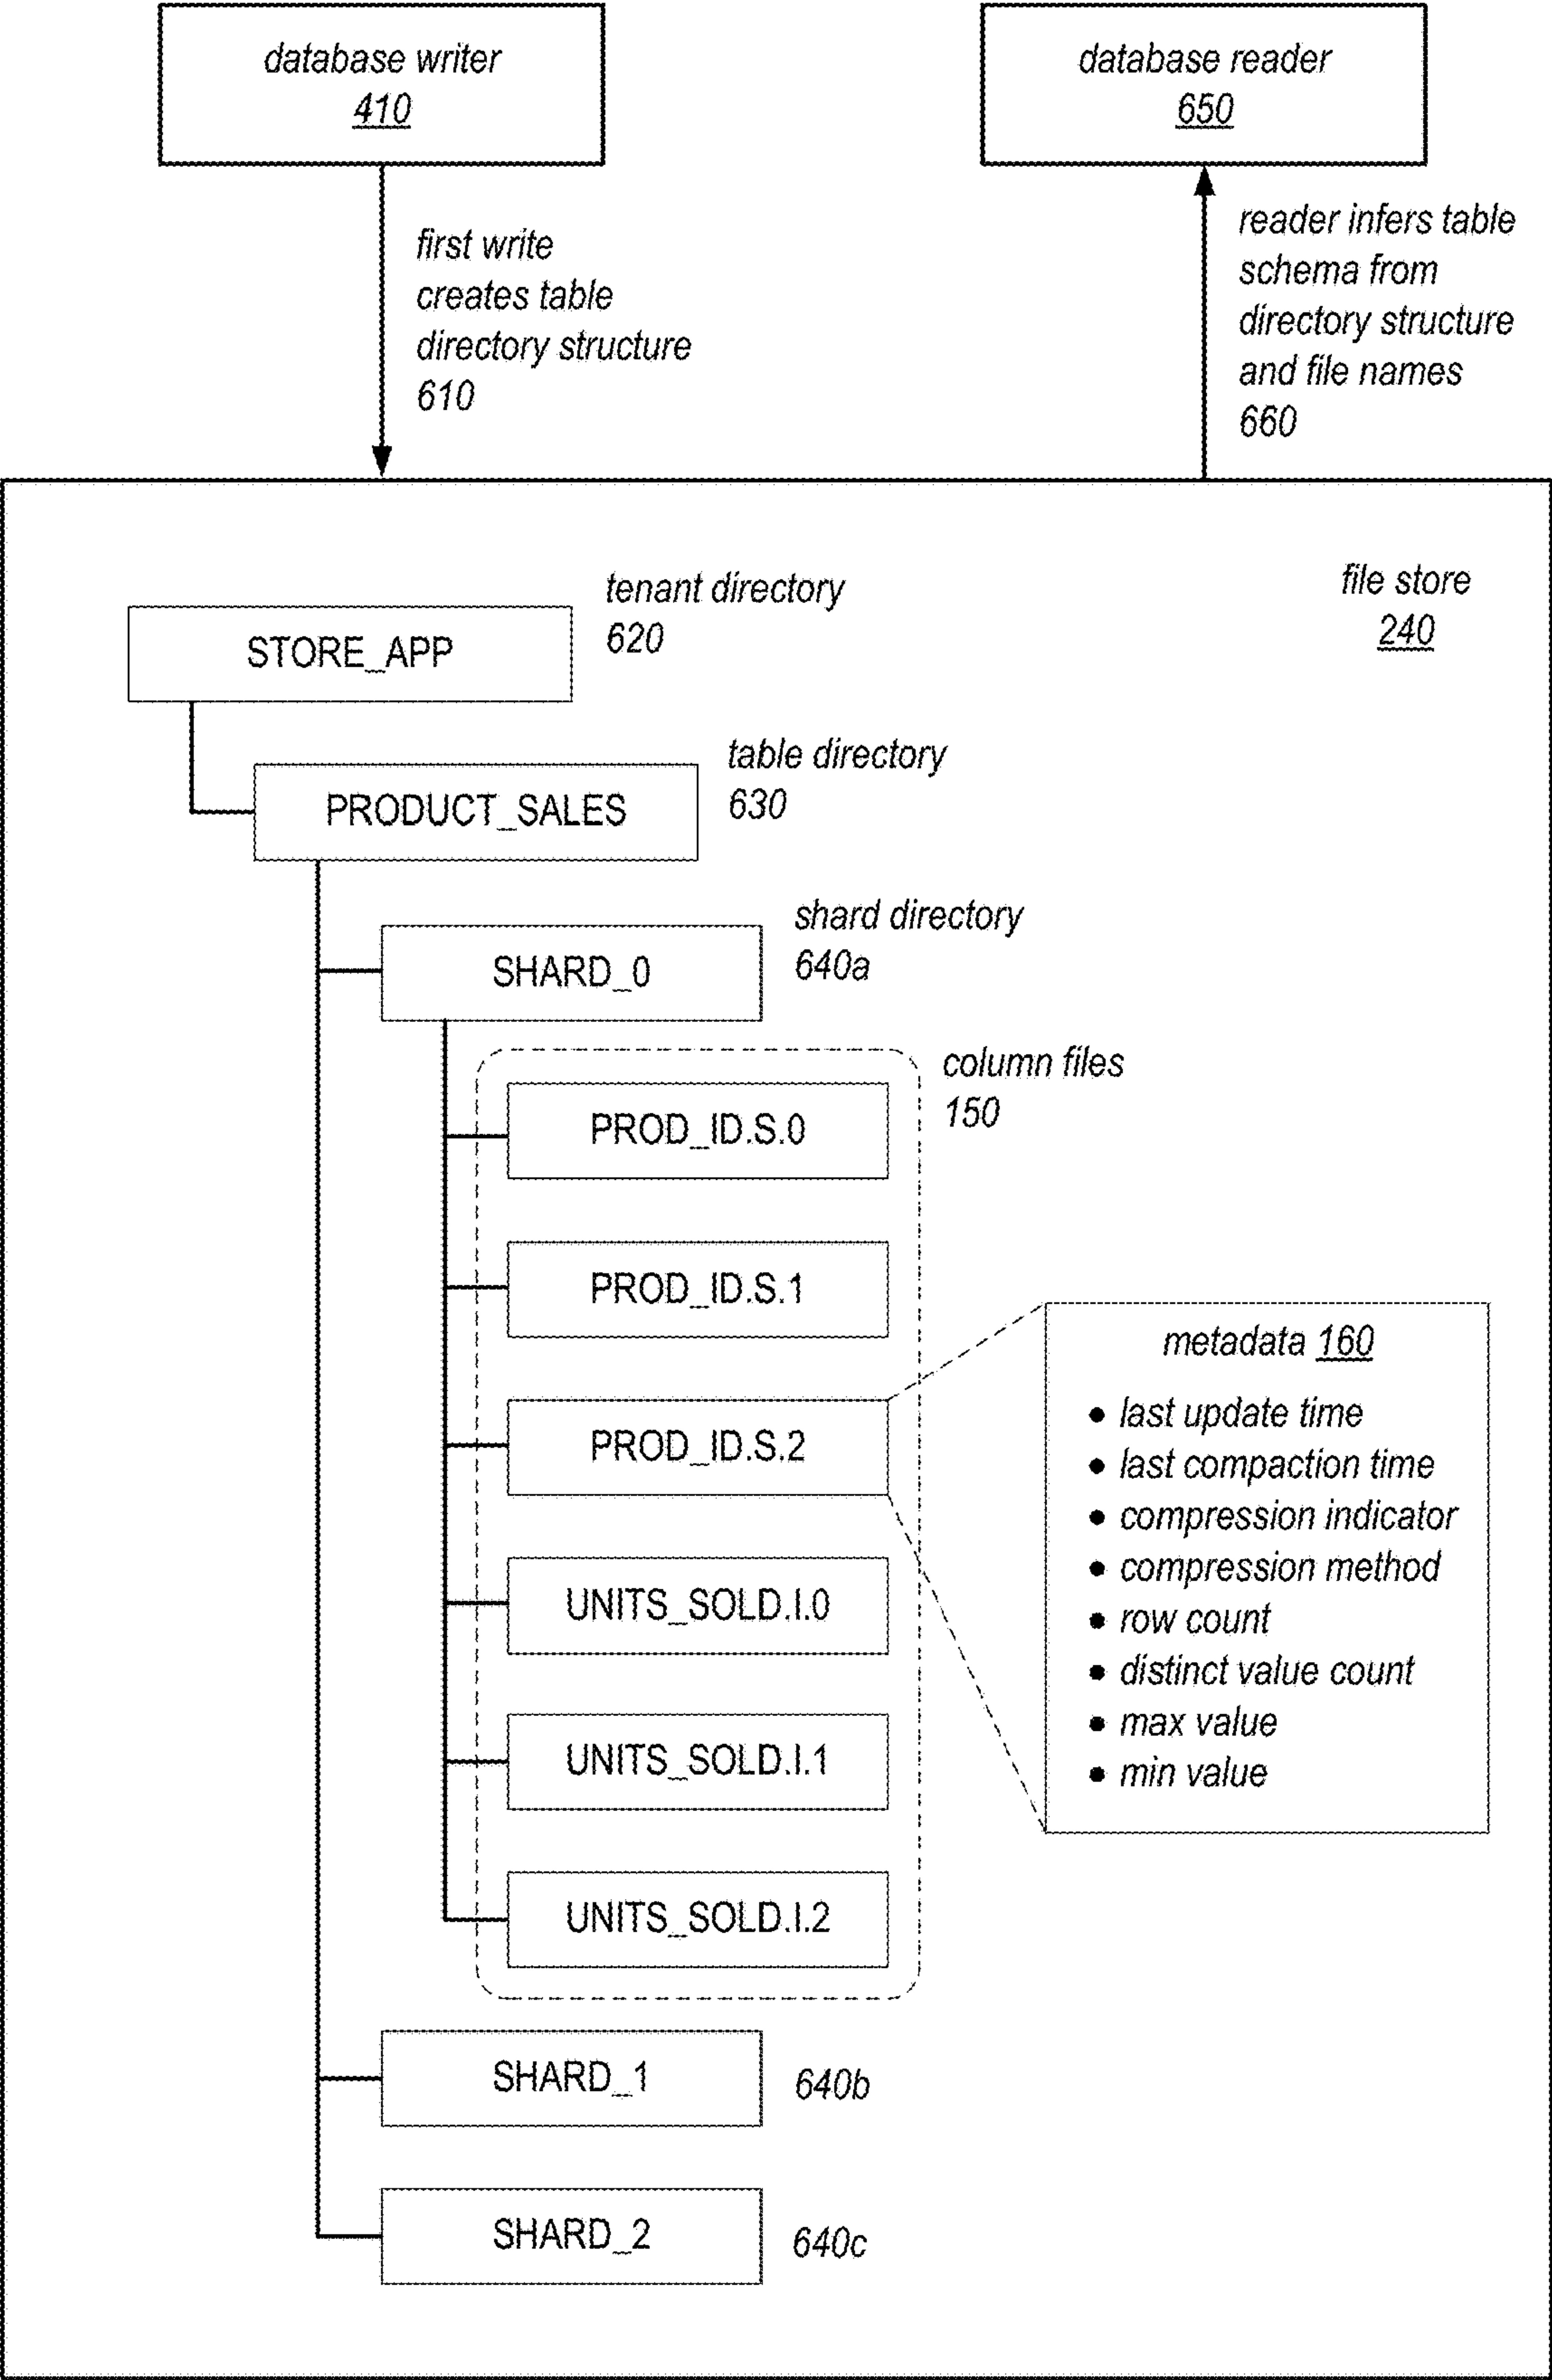 database writer
410
database reader
650
first write
creates table
directory structure
610
reader infers table
schema from
directory structure
and file names
660
file store
240
tenant directory
620
STORE_APP
table directory
630
PRODUCT_SALES
shard directory
640a
SHARD_0
column files
150
PROD_ID.S.0
PROD_ID.S.1
PROD_ID.S.2
UNITS_SOLD.I.0
UNITS_SOLD.I.1
UNITS_SOLD.I.2
metadata 160
• last update time
• last compaction time
• compression indicator
• compression method
• row count
• distinct value count
• max value
• min value
SHARD_1
640b
SHARD_2
640c